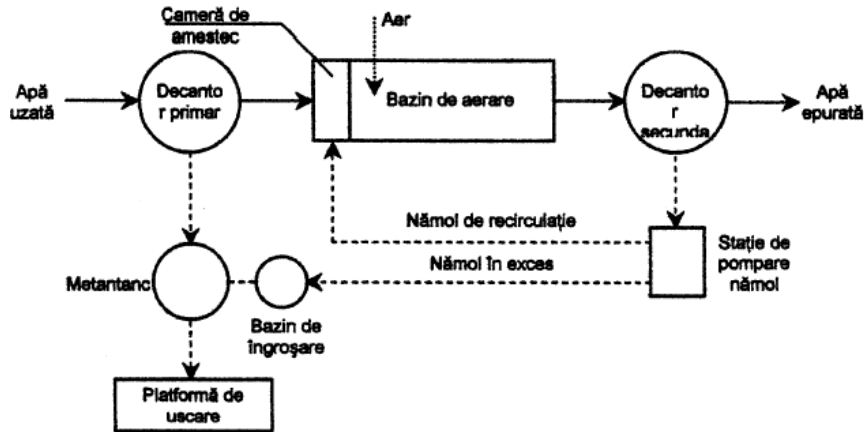 Cameră de
amestec
Aer
Apă
uzată
Decanto
r primar
Bazin de aerare
Decanto
r
secunda
Apă
epurată
Nămol de recirculație
Nămol în exces
Stație de
pompare
nămol
Metantanc
Bazin de
îngroşare
Platformă de
uscare